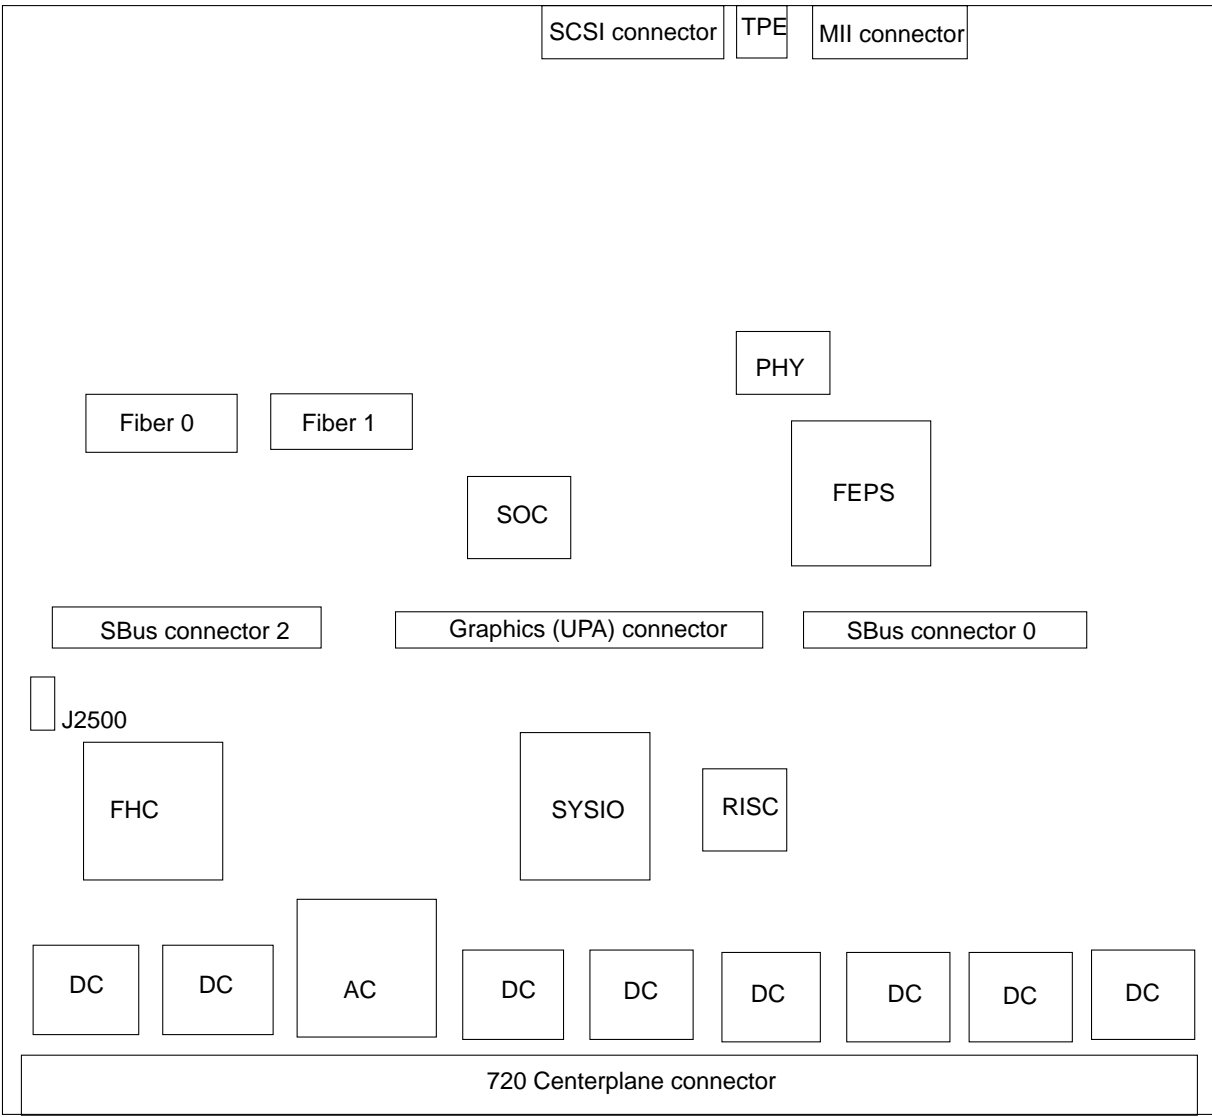 SCSI connector
TPE
MII connector
PHY
Fiber 0
Fiber 1
FEPS
SOC
SBus connector 2
Graphics (UPA) connector
SBus connector 0
J2500
FHC
SYSIO
RISC
DC
DC
AC
DC
DC
DC
DC
DC
DC
720 Centerplane connector